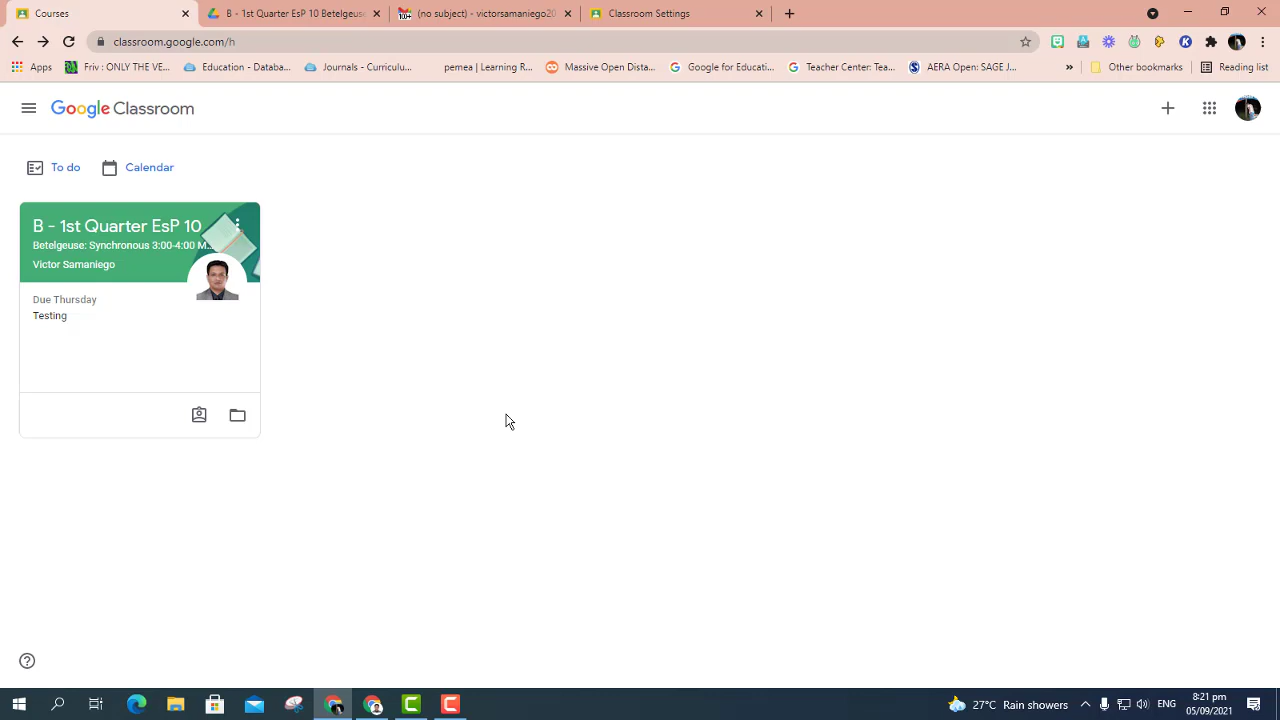 Courses
B - 1st Quarter EsP 10 Betelgeus
(no subject) - victorsamaniego20
Classroom Settings
classroom.google.com/h
Apps
Friv : ONLY THE VE...
Education - Databa...
Journals - Curriculu...
pemea | Learning R...
Massive Open Dista...
Google for Educati...
Teacher Center: Tea...
AERA Open: SAGE J...
»
Other bookmarks
Reading list
Google Classroom
To do
Calendar
B - 1st Quarter EsP 10
Betelgeuse: Synchronous 3:00-4:00 M...
Victor Samaniego
Due Thursday
Testing
27°C Rain showers
ENG
8:21 pm
05/09/2021